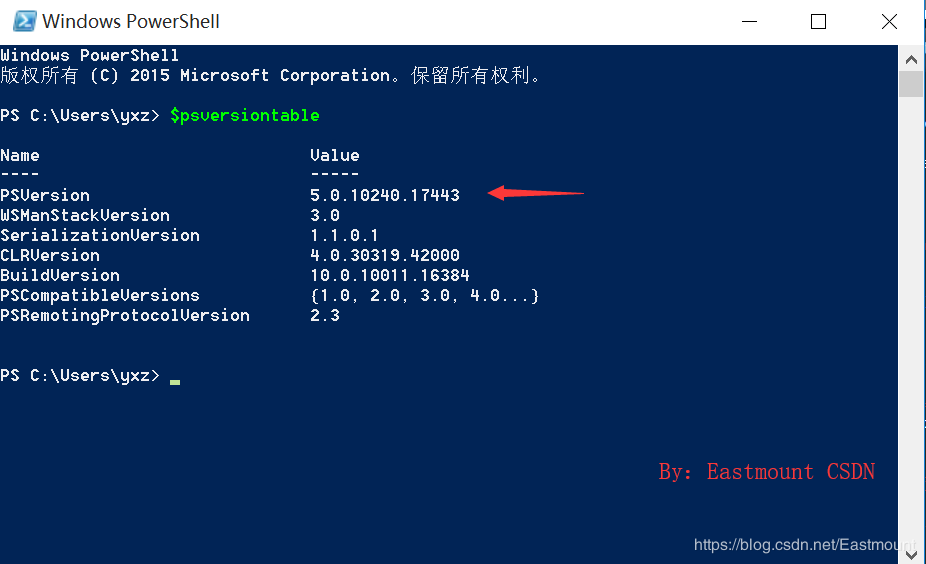 Windows PowerShell
Windows PowerShell
版权所有 (C) 2015 Microsoft Corporation。保留所有权利。
PS C:\Users\yxz> $psversiontable
Name Value
---- -----
PSVersion 5.0.10240.17443
WSManStackVersion 3.0
SerializationVersion 1.1.0.1
CLRVersion 4.0.30319.42000
BuildVersion 10.0.10011.16384
PSCompatibleVersions {1.0, 2.0, 3.0, 4.0...}
PSRemotingProtocolVersion 2.3
PS C:\Users\yxz>
By: Eastmount CSDN
https://blog.csdn.net/Eastmount